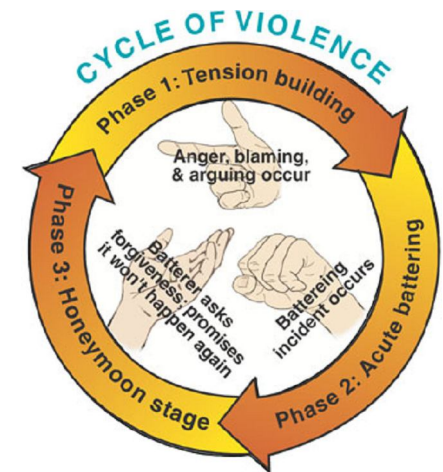 CYCLE OF VIOLENCE
Phase 1: Tension building
Anger, blaming,
& arguing occur
Phase 2: Acute battering
Battereing
incident occurs
Phase 3: Honeymoon stage
Batterer asks
forgiveness, promises
it won't happen again